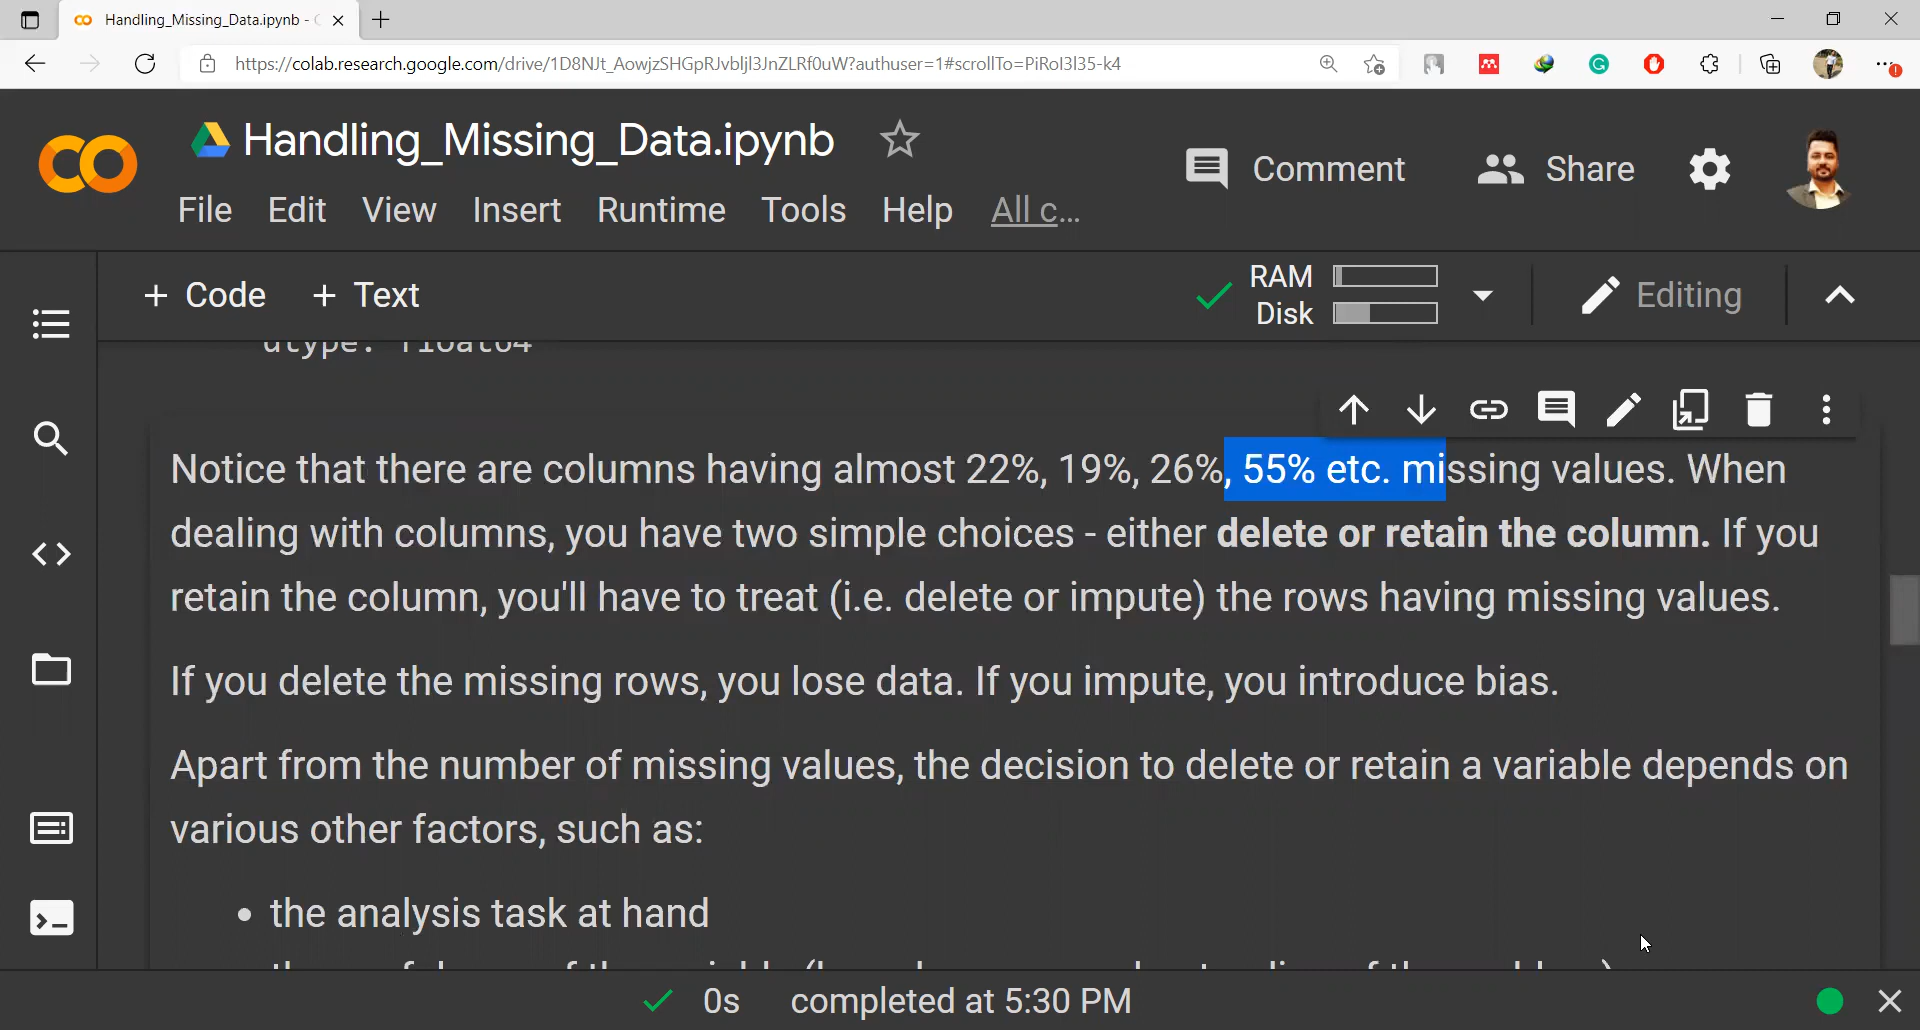 Handling_Missing_Data.ipynb -
https://colab.research.google.com/drive/1D8NJt_AowjzSHGpRJvbljl3JnZLRf0uW?authuser=1#scrollTo=PiRoI3l35-k4
Handling_Missing_Data.ipynb
Comment
Share
File Edit View Insert Runtime Tools Help All c...
+ Code + Text
RAM
Disk
Editing
dtype: float64
Notice that there are columns having almost 22%, 19%, 26%, 55% etc. missing values. When
dealing with columns, you have two simple choices - either delete or retain the column. If you
retain the column, you'll have to treat (i.e. delete or impute) the rows having missing values.
If you delete the missing rows, you lose data. If you impute, you introduce bias.
Apart from the number of missing values, the decision to delete or retain a variable depends on
various other factors, such as:
• the analysis task at hand
0s completed at 5:30 PM